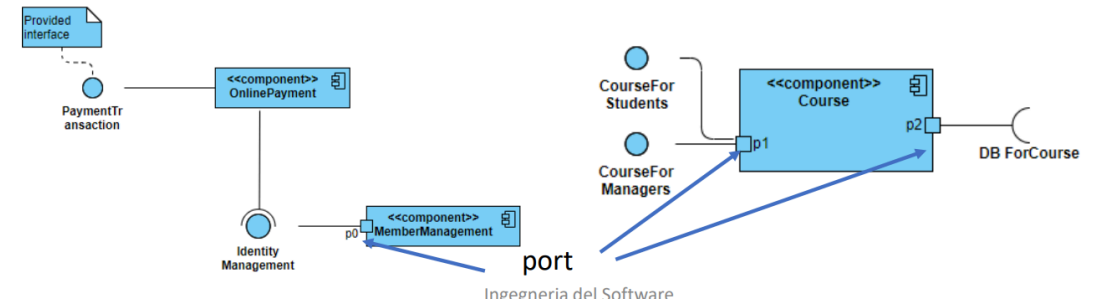 Provided
interface
PaymentTr
ansaction
<<component>>
OnlinePayment
Identity
Management
p0
<<component>>
MemberManagement
CourseFor
Students
CourseFor
Managers
<<component>>
Course
p1
p2
DB ForCourse
port
Ingegneria del Software